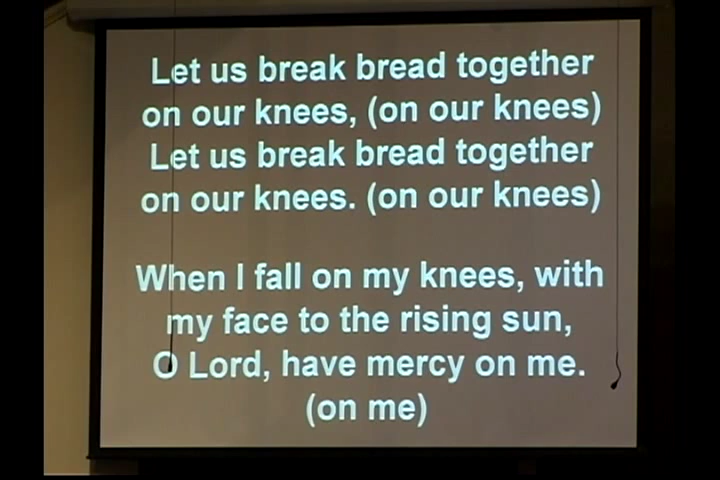 Let us break bread together
on our knees, (on our knees)
Let us break bread together
on our knees. (on our knees)
When I fall on my knees, with
my face to the rising sun,
O Lord, have mercy on me.
(on me)